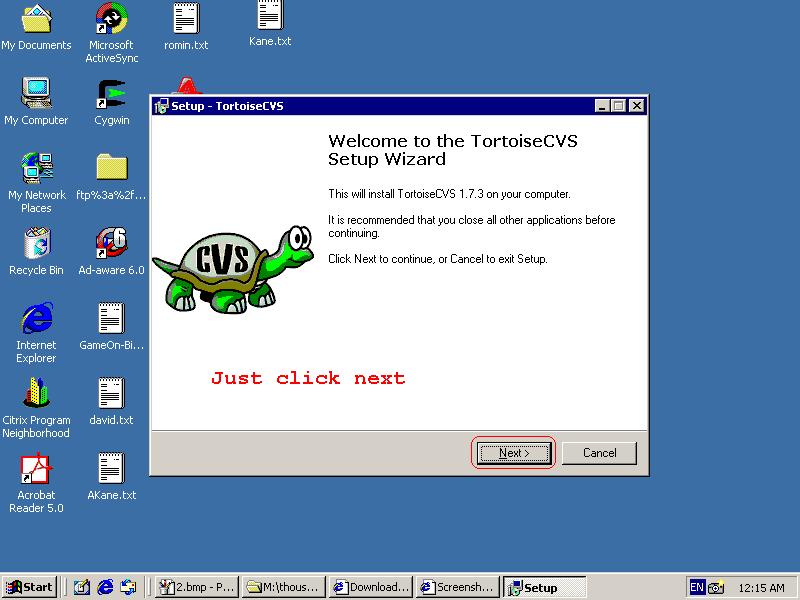 My Documents
Microsoft
ActiveSync
romin.txt
Kane.txt
My Computer
Cygwin
My Network
Places
ftp%3a%2f...
Recycle Bin
Ad-aware 6.0
Internet
Explorer
GameOn-Bi...
Citrix Program
Neighborhood
david.txt
Acrobat
Reader 5.0
AKane.txt
Setup - TortoiseCVS
Welcome to the TortoiseCVS
Setup Wizard
This will install TortoiseCVS 1.7.3 on your computer.
It is recommended that you close all other applications before
continuing.
Click Next to continue, or Cancel to exit Setup.
CVS
Just click next
Next >
Cancel
Start
2.bmp - P...
M:\thous...
Download...
Screensh...
Setup
EN
12:15 AM